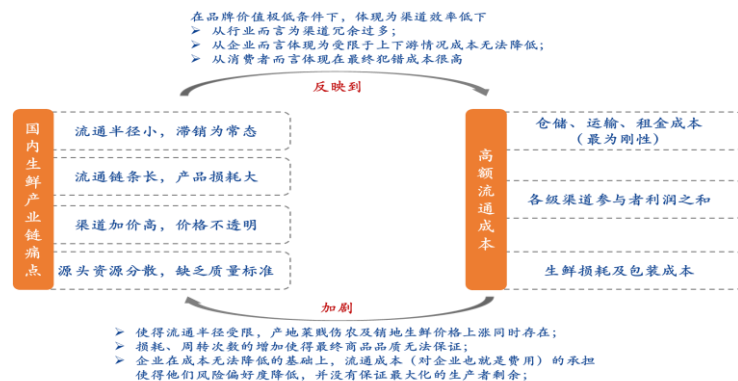 在品牌价值极低条件下，体现为渠道效率低下
➢ 从行业而言为渠道冗余过多；
➢ 从企业而言体现为受限于上下游情况成本无法降低；
➢ 从消费者而言体现在最终犯错成本很高
反映到
国内生鲜产业链痛点
流通半径小，滞销为常态
流通链条长，产品损耗大
渠道加价高，价格不透明
源头资源分散，缺乏质量标准
高额流通成本
仓储、运输、租金成本
（最为刚性）
各级渠道参与者利润之和
生鲜损耗及包装成本
加剧
➢ 使得流通半径受限，产地菜贱伤农及销地生鲜价格上涨同时存在；
➢ 损耗、周转次数的增加使得最终商品品质无法保证；
➢ 企业在成本无法降低的基础上，流通成本（对企业也就是费用）的承担
使得他们风险偏好度降低，并没有保证最大化的生产者剩余；